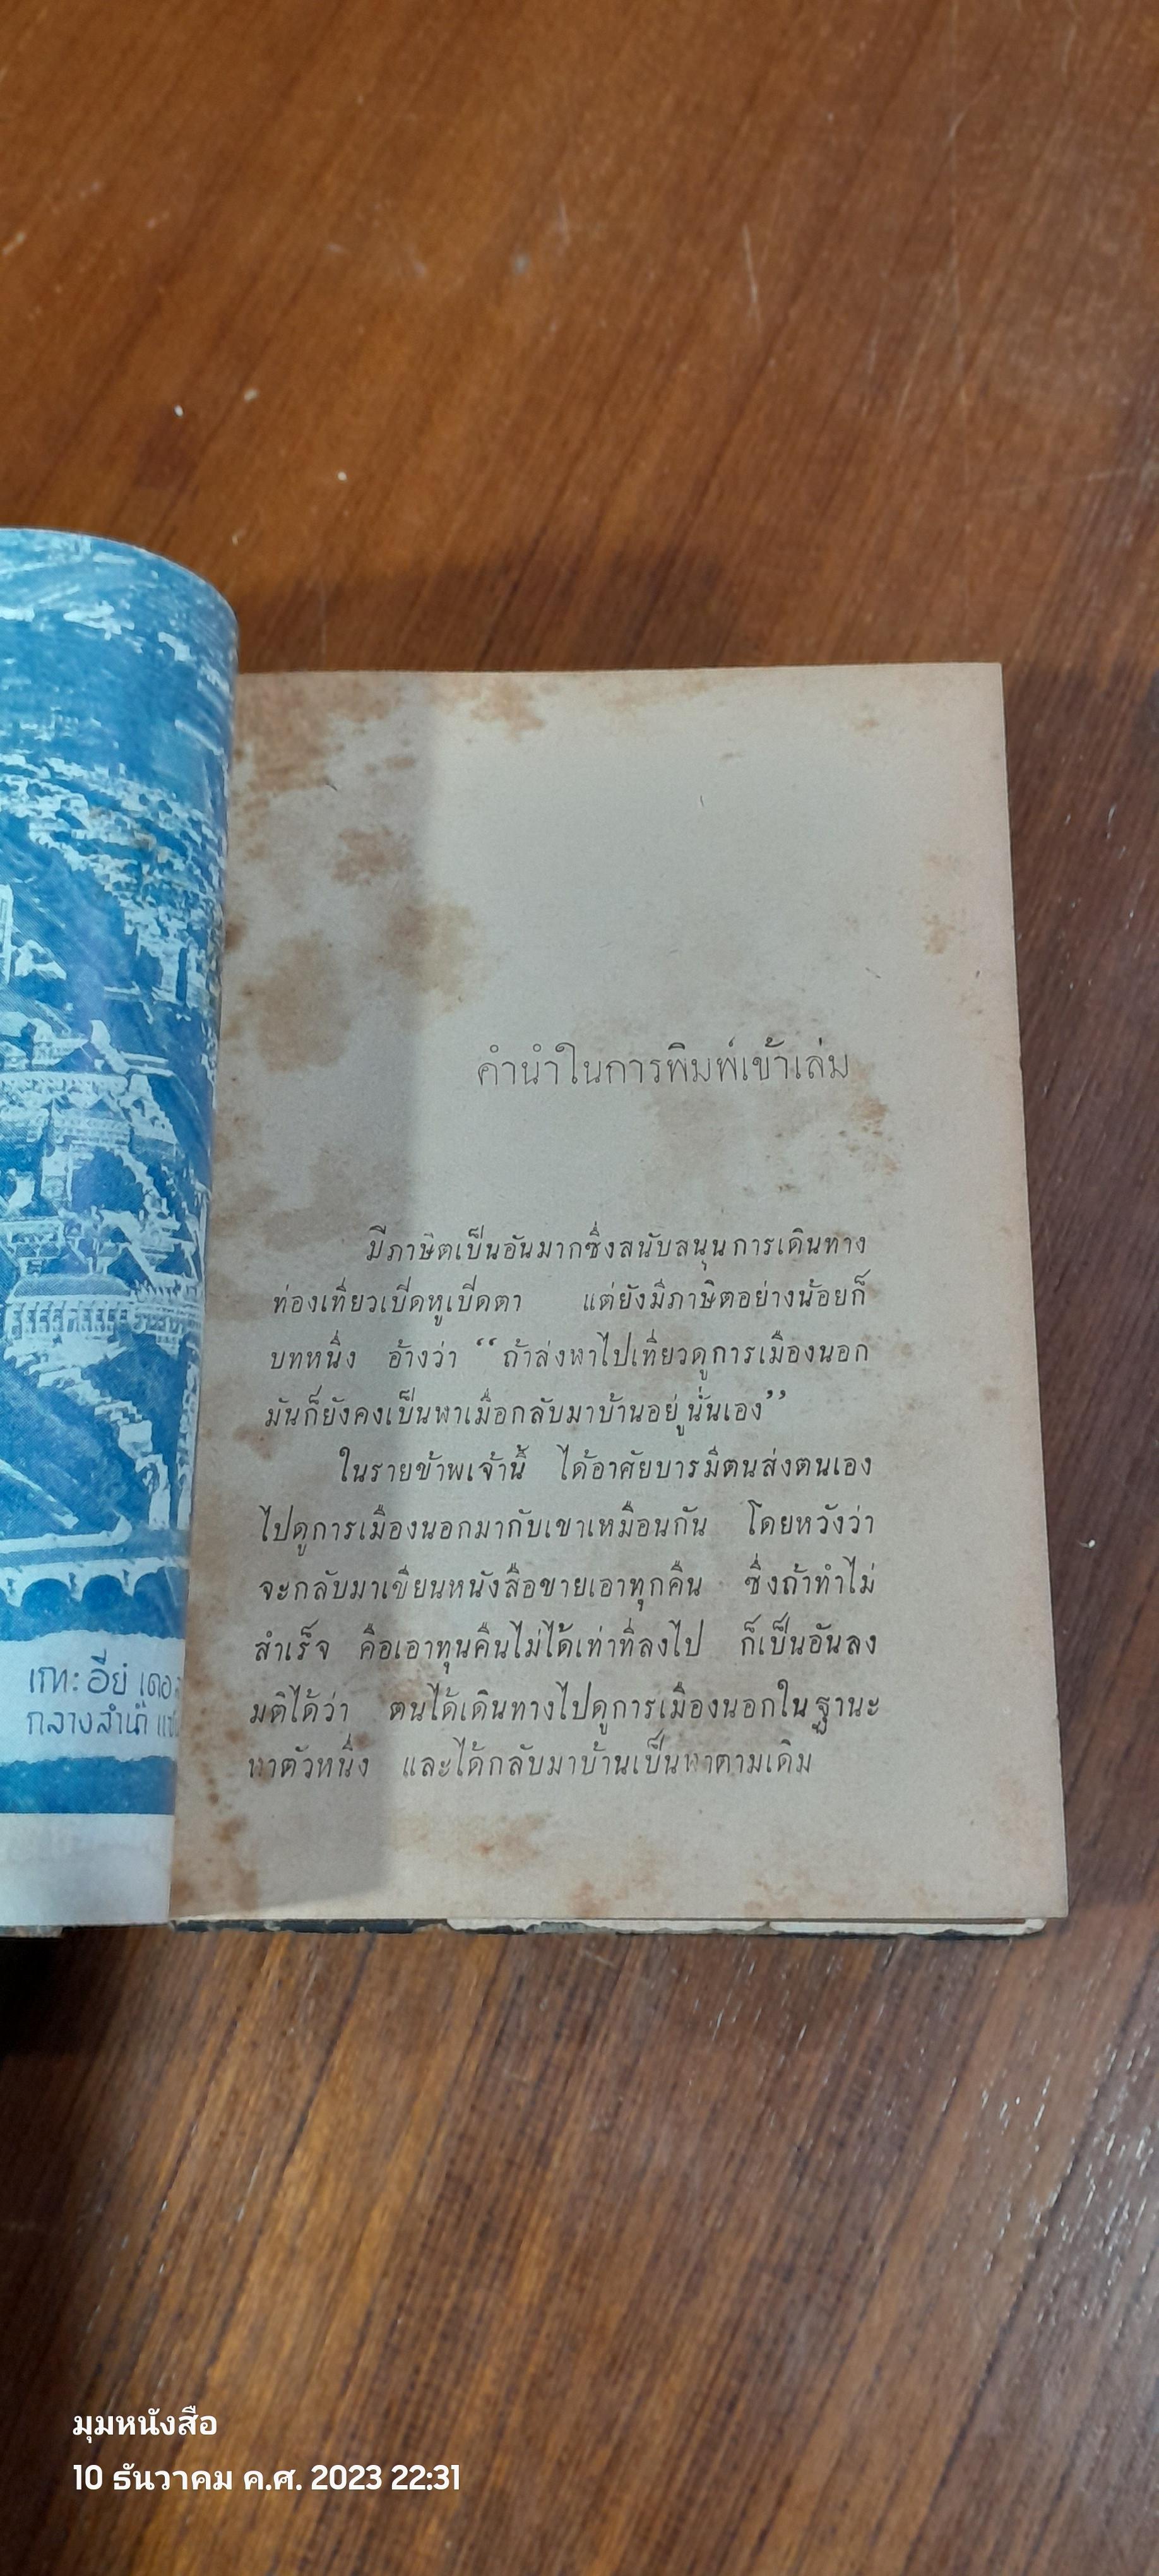 คำนำในการพิมพ์เข้าเล่ม
มีภาษิตเป็นอันมากซึ่งสนับสนุนการเดินทาง
ท่องเที่ยวเบีดหูเบีดตา แต่ยังมีภาษิตอย่างน้อยก็
บทหนึ่ง อ้างว่า “ถ้าส่งฬาไปเที่ยวดูการเมืองนอก
มันก็ยังคงเป็นฬาเมื่อกลับมาบ้านอยู่นั่นเอง”
ในรายข้าพเจ้านี้ ได้อาศัยบารมีตนส่งตนเอง
ไปดูการเมืองนอกมากับเขาเหมือนกัน โดยหวังว่า
จะกลับมาเขียนหนังสือขายเอาทุกคืน ซึ่งถ้าทำไม่
สำเร็จ คือเอาทุนคืนไม่ได้เท่าที่ลงไป ก็เป็นอันลง
มติได้ว่า ตนได้เดินทางไปดูการเมืองนอกในฐานะ
ฬาตัวหนึ่ง และได้กลับมาบ้านเป็นฬาตามเดิม
กลางลำน้ำ
มุมหนังสือ
10 ธันวาคม ค.ศ. 2023 22:31